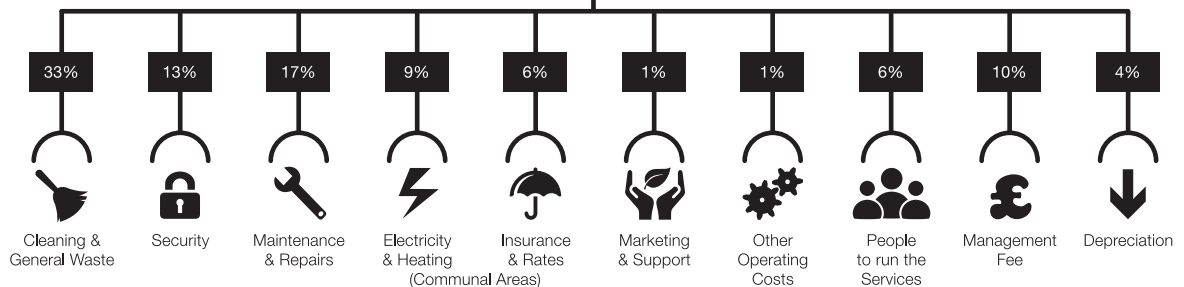 33%
13%
17%
9%
6%
1%
1%
6%
10%
4%
Cleaning &
General Waste
Security
Maintenance
& Repairs
Electricity
& Heating
Insurance
& Rates
(Communal Areas)
Marketing
& Support
Other
Operating
Costs
People
to run the
Services
£
Management
Fee
Depreciation